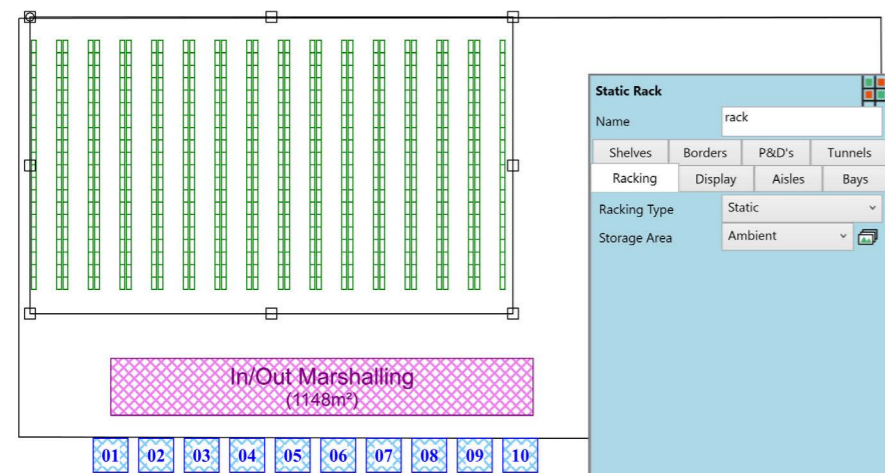 Static Rack
Name rack
Shelves Borders P&D's Tunnels
Racking Display Aisles Bays
Racking Type Static
Storage Area Ambient
In/Out Marshalling
(1148m²)
01 02 03 04 05 06 07 08 09 10